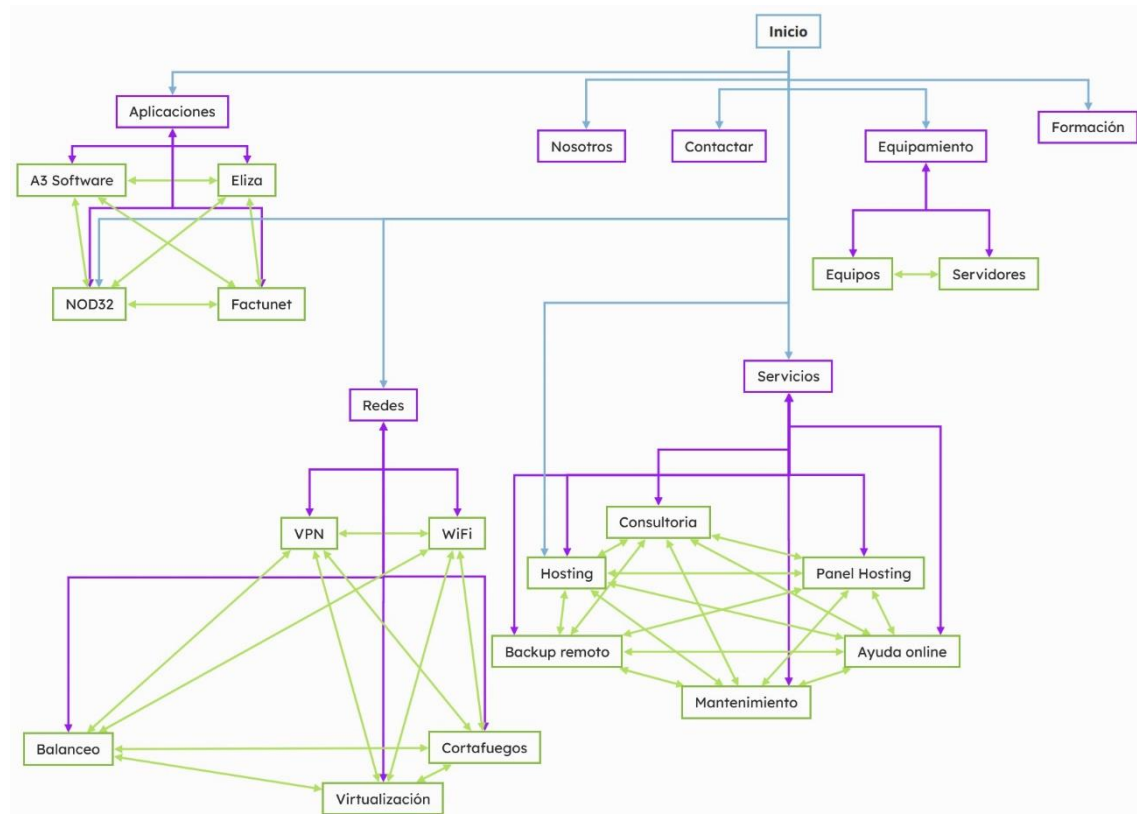 Inicio
Aplicaciones
Nosotros
Contactar
Equipamiento
Formación
A3 Software
Eliza
NOD32
Factunet
Equipos
Servidores
Redes
Servicios
VPN
WiFi
Balanceo
Cortafuegos
Virtualización
Consultoria
Hosting
Panel Hosting
Backup remoto
Ayuda online
Mantenimiento